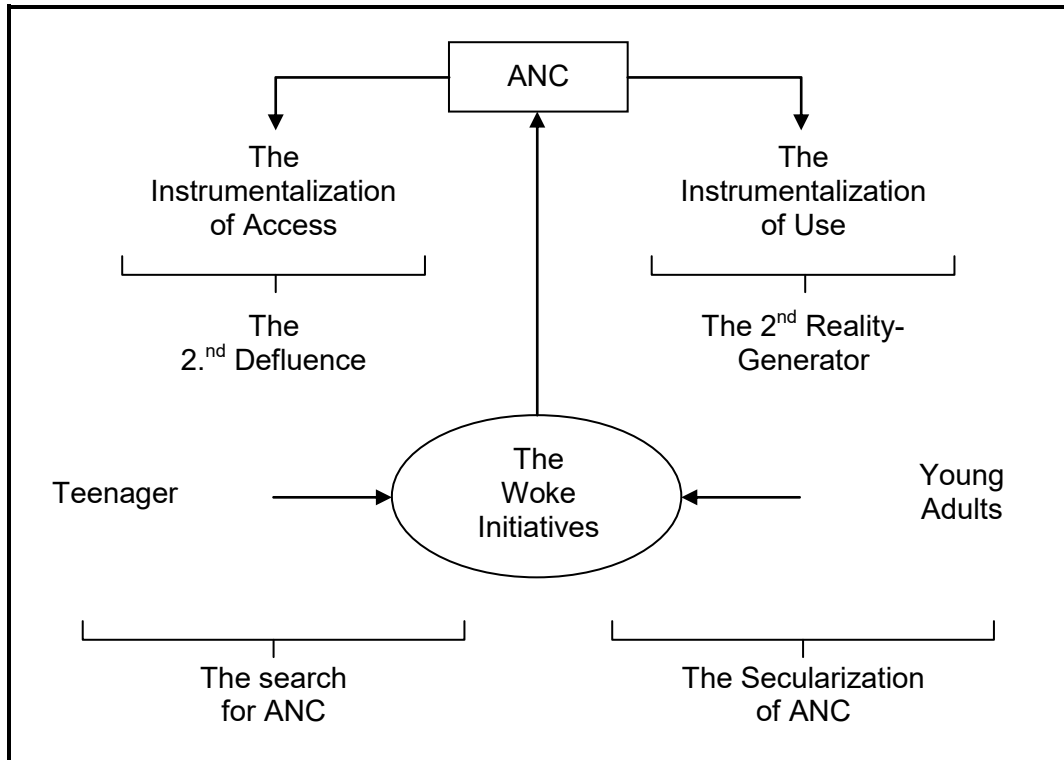 ANC
The
Instrumentalization
of Access
The
Instrumentalization
of Use
The
2.nd Defluence
The 2nd Reality-
Generator
Teenager
The
Woke
Initiatives
Young
Adults
The search
for ANC
The Secularization
of ANC